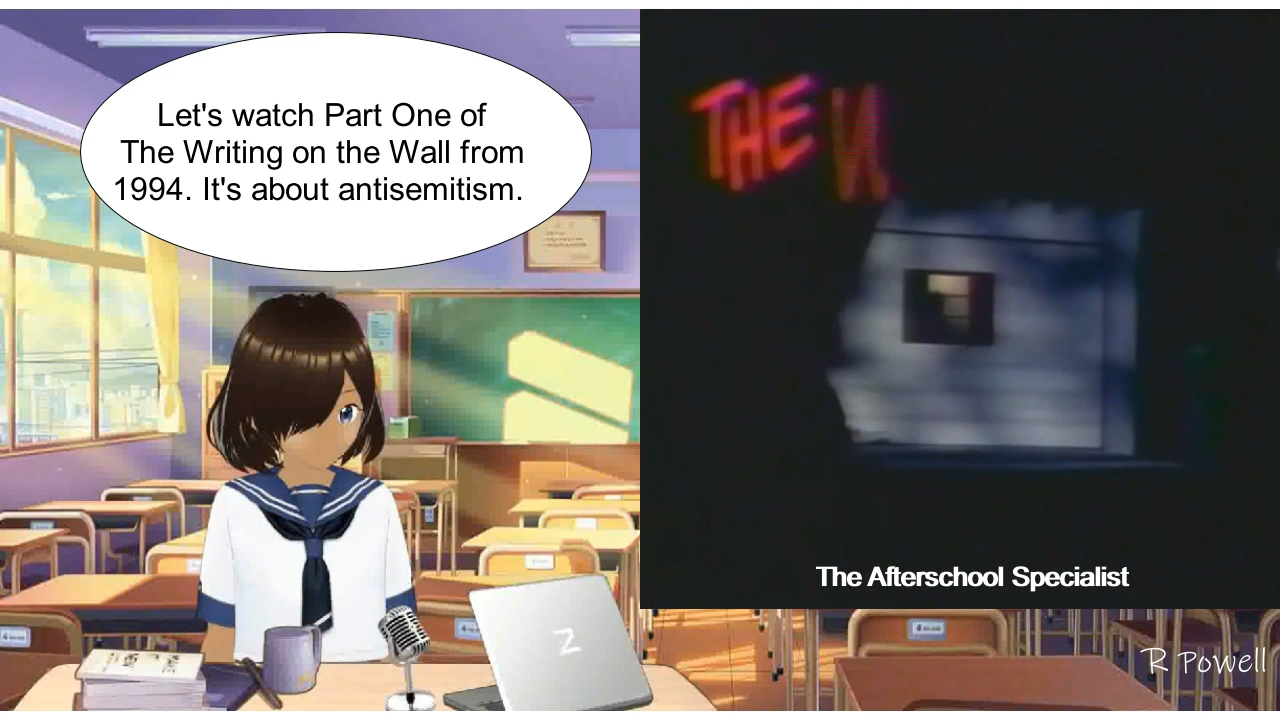 Let's watch Part One of
The Writing on the Wall from
1994. It's about antisemitism.
THE
The Afterschool Specialist
Z
R Powell